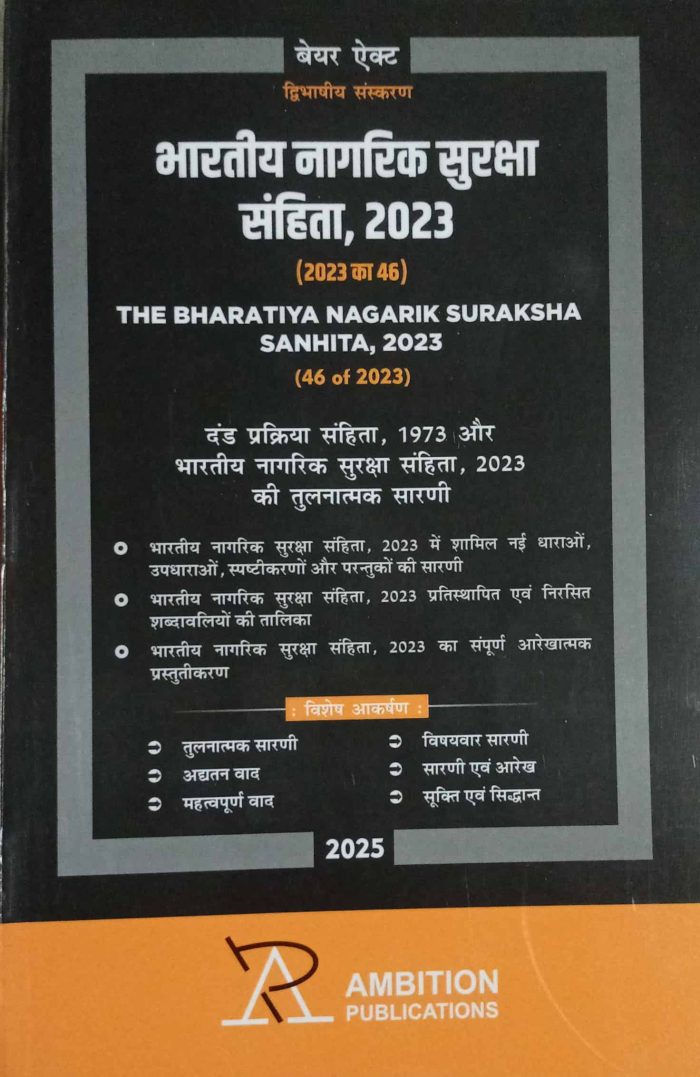 बेयर ऐक्ट
द्विभाषीय संस्करण
भारतीय नागरिक सुरक्षा
संहिता, 2023
(2023 का 46)
THE BHARATIYA NAGARIK SURAKSHA
SANHITA, 2023
(46 of 2023)
दंड प्रक्रिया संहिता, 1973 और
भारतीय नागरिक सुरक्षा संहिता, 2023
की तुलनात्मक सारणी
भारतीय नागरिक सुरक्षा संहिता, 2023 में शामिल नई धाराओं,
उपधाराओं, स्पष्टीकरणों और परन्तुकों की सारणी
भारतीय नागरिक सुरक्षा संहिता, 2023 प्रतिस्थापित एवं निरसित
शब्दावलियों की तालिका
भारतीय नागरिक सुरक्षा संहिता, 2023 का संपूर्ण आरेखात्मक
प्रस्तुतीकरण
: विशेष आकर्षण :
तुलनात्मक सारणी
अद्यतन वाद
महत्वपूर्ण वाद
विषयवार सारणी
सारणी एवं आरेख
सूक्ति एवं सिद्धान्त
2025
AMBITION
PUBLICATIONS